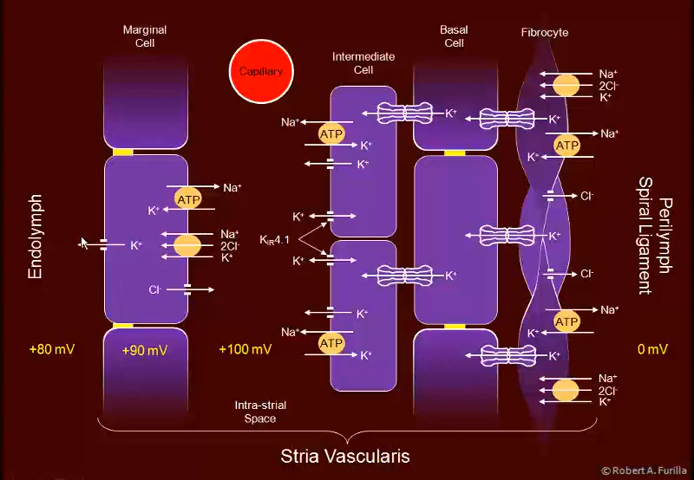 Marginal
Cell
Capillary
Intermediate
Cell
Basal
Cell
Fibrocyte
Na⁺
2Cl⁻
K⁺
K⁺
K⁺
Na⁺
ATP
K⁺
K⁺
Na⁺
ATP
K⁺
Na⁺
ATP
K⁺
Cl⁻
K⁺
K⁺
Na⁺
2Cl⁻
K⁺
K⁺
Cl⁻
K_IR4.1
K⁺
K⁺
K⁺
Cl⁻
K⁺
Na⁺
ATP
K⁺
Na⁺
ATP
K⁺
K⁺
Na⁺
2Cl⁻
K⁺
Endolymph
Perilymph
Spiral Ligament
+80 mV
+90 mV
+100 mV
0 mV
Intra-strial
Space
Stria Vascularis
© Robert A. Furilla